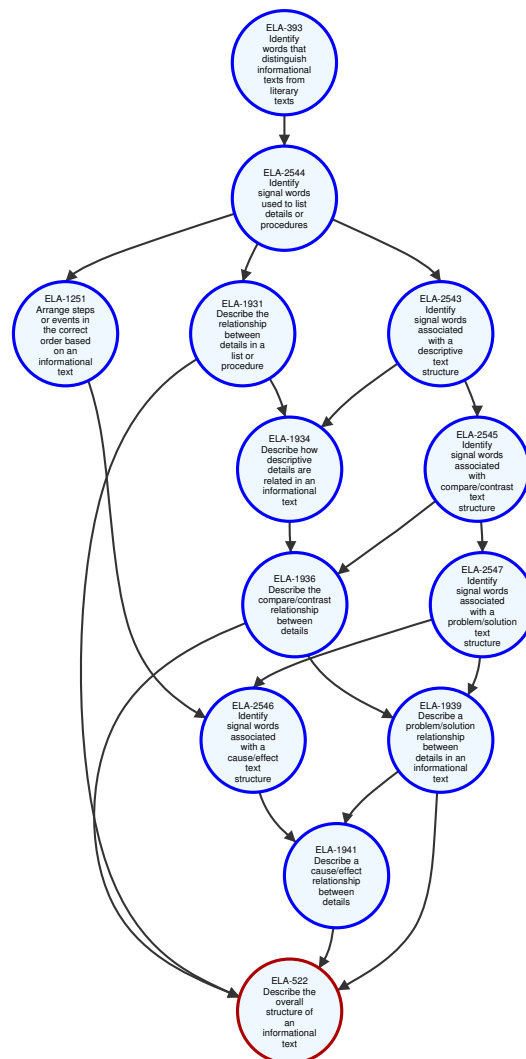 ELA-393
Identify
words that
distinguish
informational
texts from
literary
texts
ELA-2544
Identify
signal words
used to list
details or
procedures
ELA-1251
Arrange steps
or events in
the correct
order based
on an
informational
text
ELA-1931
Describe the
relationship
between
details in a
list or
procedure
ELA-2543
Identify
signal words
associated
with a
descriptive
text
structure
ELA-1934
Describe how
descriptive
details are
related in an
informational
text
ELA-2545
Identify
signal words
associated
with
compare/contrast
text
structure
ELA-1936
Describe the
compare/contrast
relationship
between
details
ELA-2547
Identify
signal words
associated
with a
problem/solution
text
structure
ELA-2546
Identify
signal words
associated
with a
cause/effect
text
structure
ELA-1939
Describe a
problem/solution
relationship
between
details in an
informational
text
ELA-1941
Describe a
cause/effect
relationship
between
details
ELA-522
Describe the
overall
structure of
an
informational
text